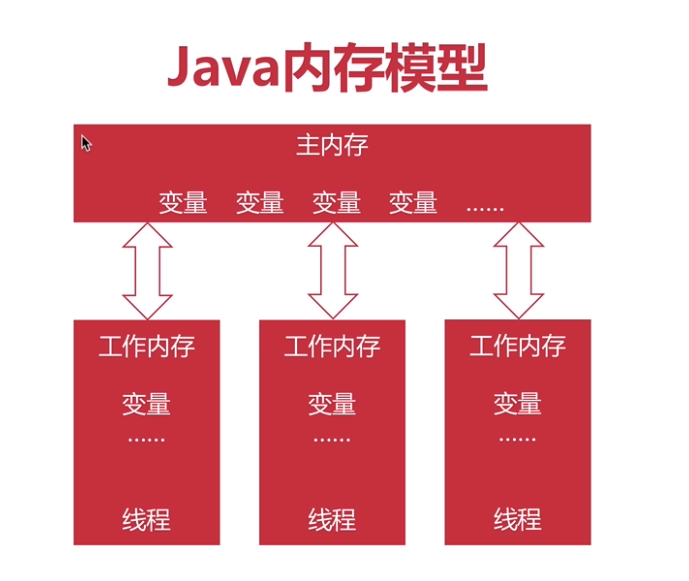 Java内存模型
主内存
变量 变量 变量 变量 ......
工作内存 工作内存 工作内存
变量 变量 变量
...... ...... ......
线程 线程 线程